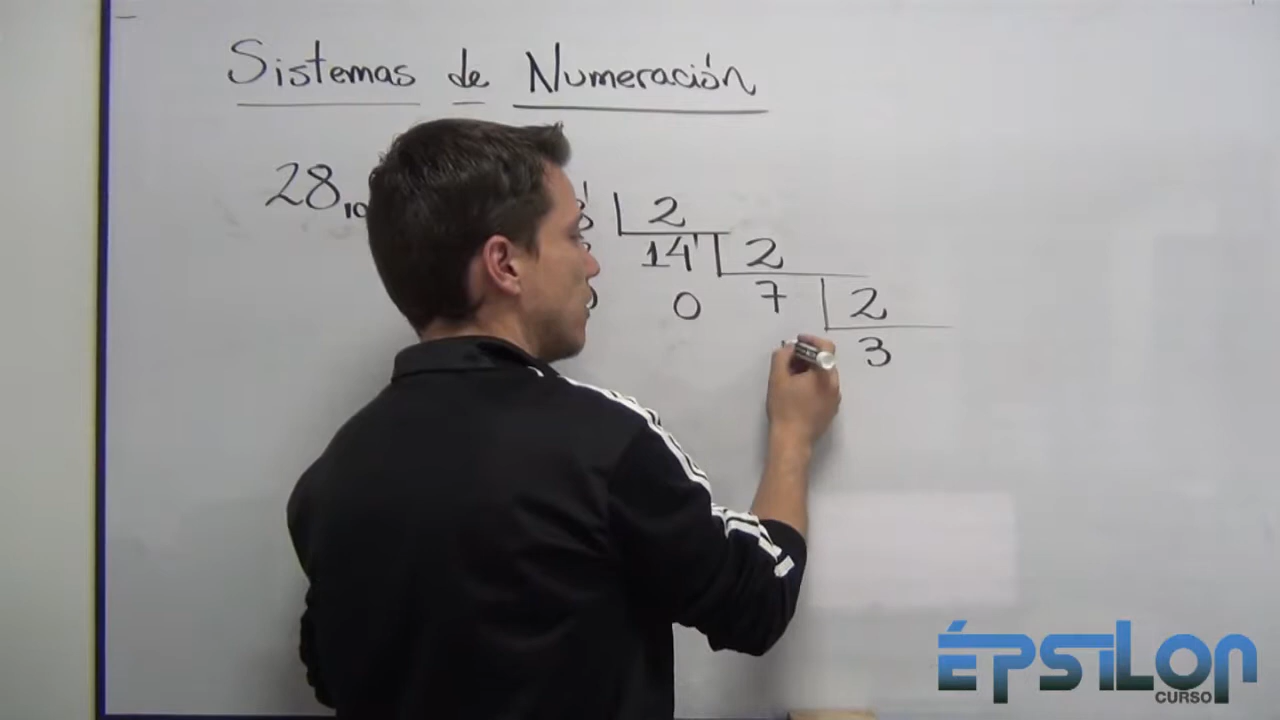 Sistemas de Numeración
28₁₀ 2
14 2
0 7 2
3
ÉPSILON
CURSO